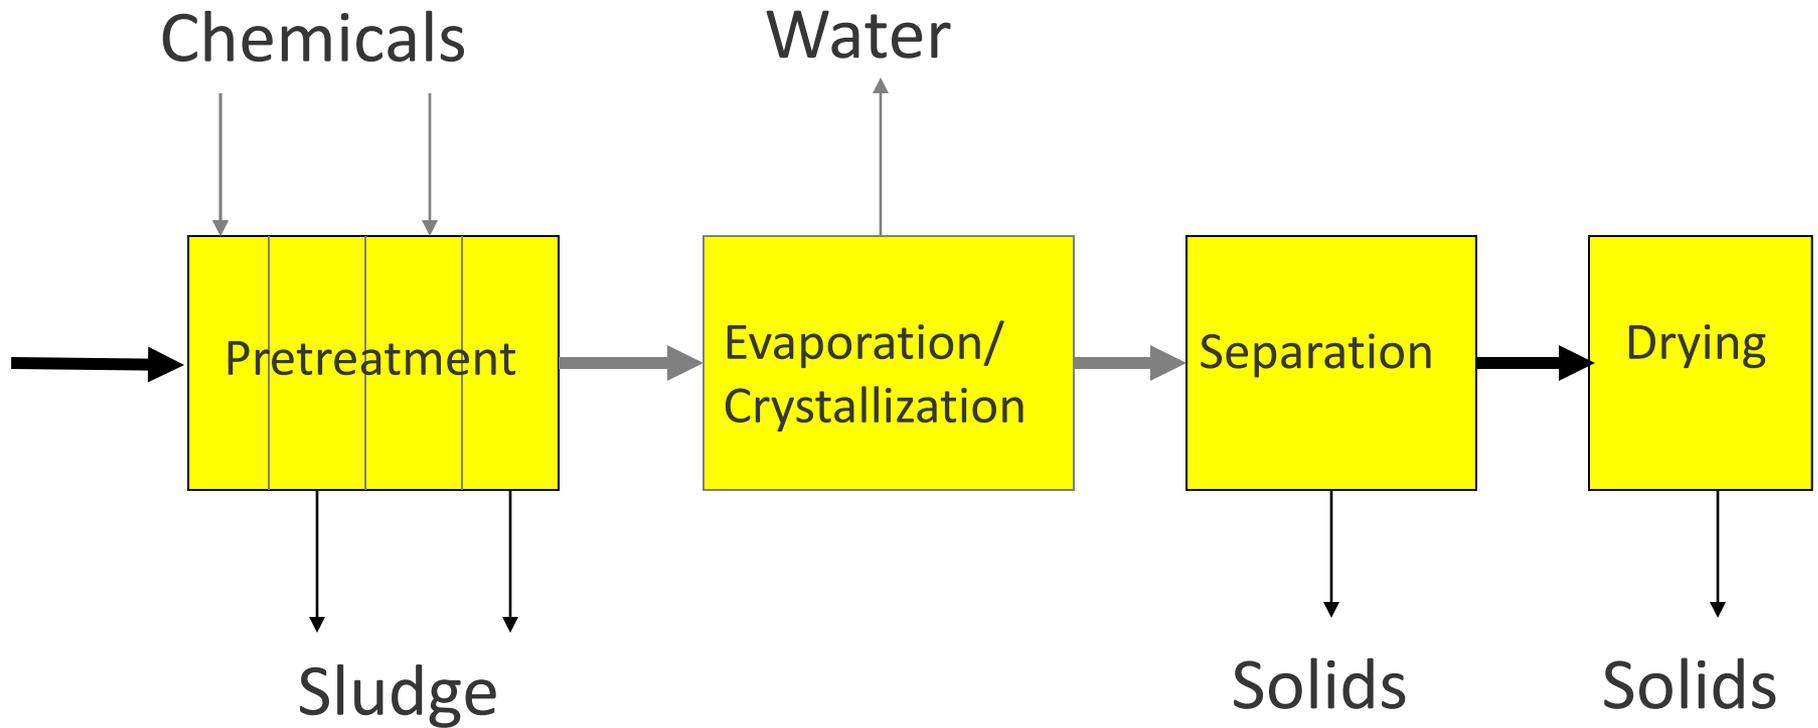 Chemicals
Water
Pretreatment
Evaporation/
Crystallization
Separation
Drying
Sludge
Solids
Solids